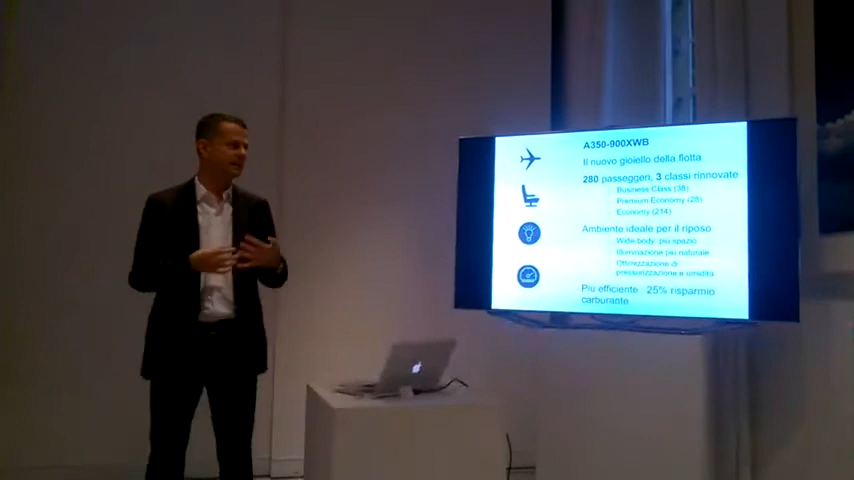 A350-900XWB
Il nuovo gioiello della flotta
280 passeggeri, 3 classi rinnovate
Business Class (38)
Premium Economy (28)
Economy (214)
Ambiente ideale per il riposo
Wide-body: più spazio
Illuminazione più naturale
Ottimizzazione di
pressurizzazione e umidità
Più efficiente 25% risparmio
carburante